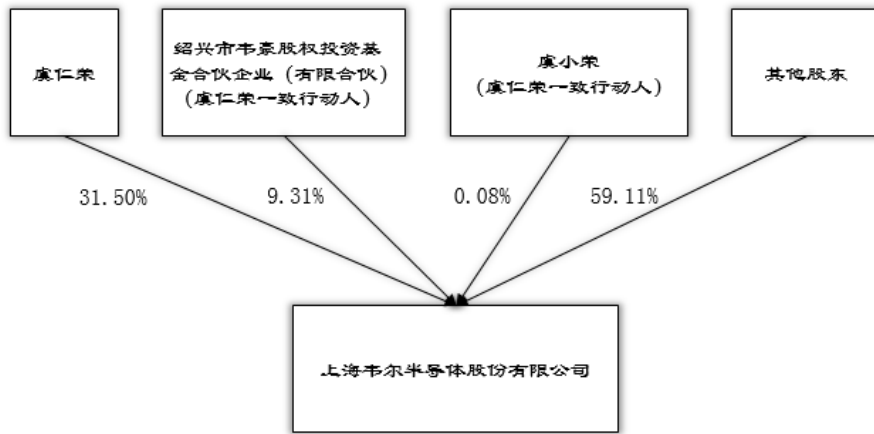 虞仁荣
绍兴市韦豪股权投资基
金合伙企业（有限合伙）
（虞仁荣一致行动人）
虞小荣
（虞仁荣一致行动人）
其他股东
31.50%
9.31%
0.08%
59.11%
上海韦尔半导体股份有限公司